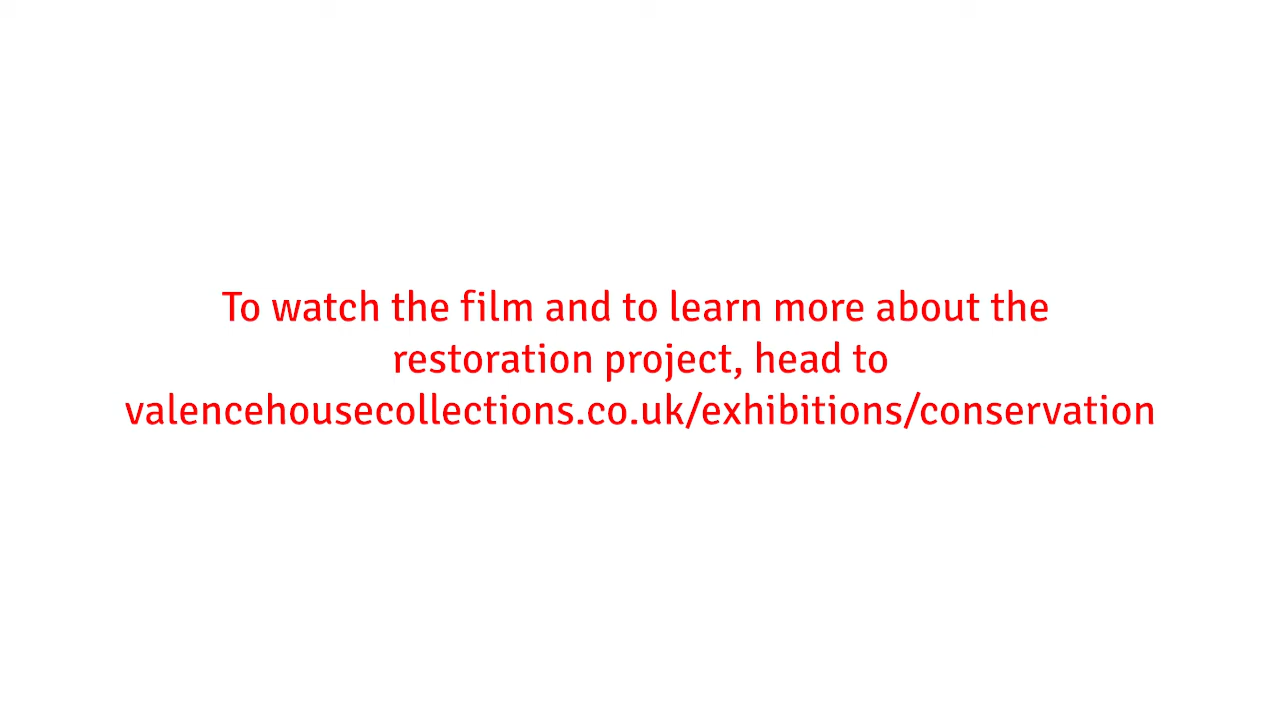 To watch the film and to learn more about the
restoration project, head to
valencehousecollections.co.uk/exhibitions/conservation